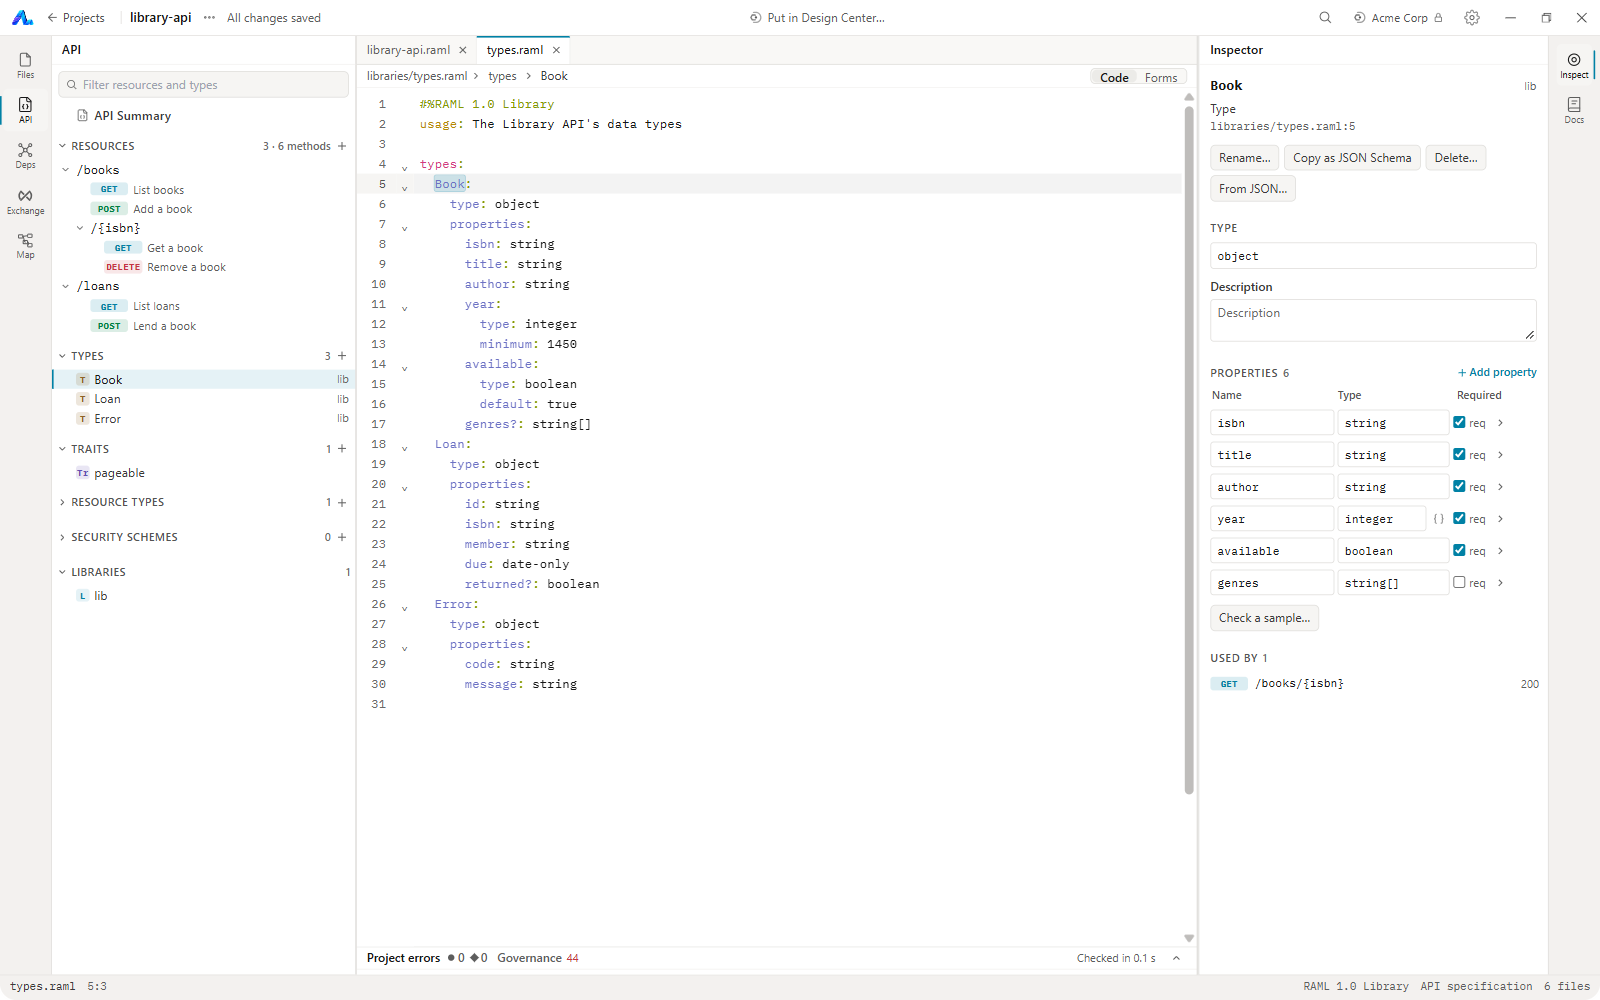 Projects
library-api
All changes saved
Put in Design Center...
Acme Corp
Files
API
Deps
Exchange
Map
API
Filter resources and types
API Summary
RESOURCES 3 · 6 methods +
/books
GET List books
POST Add a book
/{isbn}
GET Get a book
DELETE Remove a book
/loans
GET List loans
POST Lend a book
TYPES 3 +
T Book lib
T Loan lib
T Error lib
TRAITS 1 +
Tr pageable
RESOURCE TYPES 1 +
SECURITY SCHEMES 0 +
LIBRARIES 1
L lib
library-api.raml
types.raml
libraries/types.raml > types > Book
Code Forms
1 #%RAML 1.0 Library
2 usage: The Library API's data types
3
4 types:
5 Book:
6 type: object
7 properties:
8 isbn: string
9 title: string
10 author: string
11 year:
12 type: integer
13 minimum: 1450
14 available:
15 type: boolean
16 default: true
17 genres?: string[]
18 Loan:
19 type: object
20 properties:
21 id: string
22 isbn: string
23 member: string
24 due: date-only
25 returned?: boolean
26 Error:
27 type: object
28 properties:
29 code: string
30 message: string
31
Project errors 0 0 Governance 44
Checked in 0.1 s
Inspector
Book lib
Type
libraries/types.raml:5
Rename... Copy as JSON Schema Delete...
From JSON...
TYPE
object
Description
Description
PROPERTIES 6 + Add property
Name Type Required
isbn string req
title string req
author string req
year integer {} req
available boolean req
genres string[] req
Check a sample...
USED BY 1
GET /books/{isbn} 200
Inspect
Docs
types.raml 5:3
RAML 1.0 Library API specification 6 files